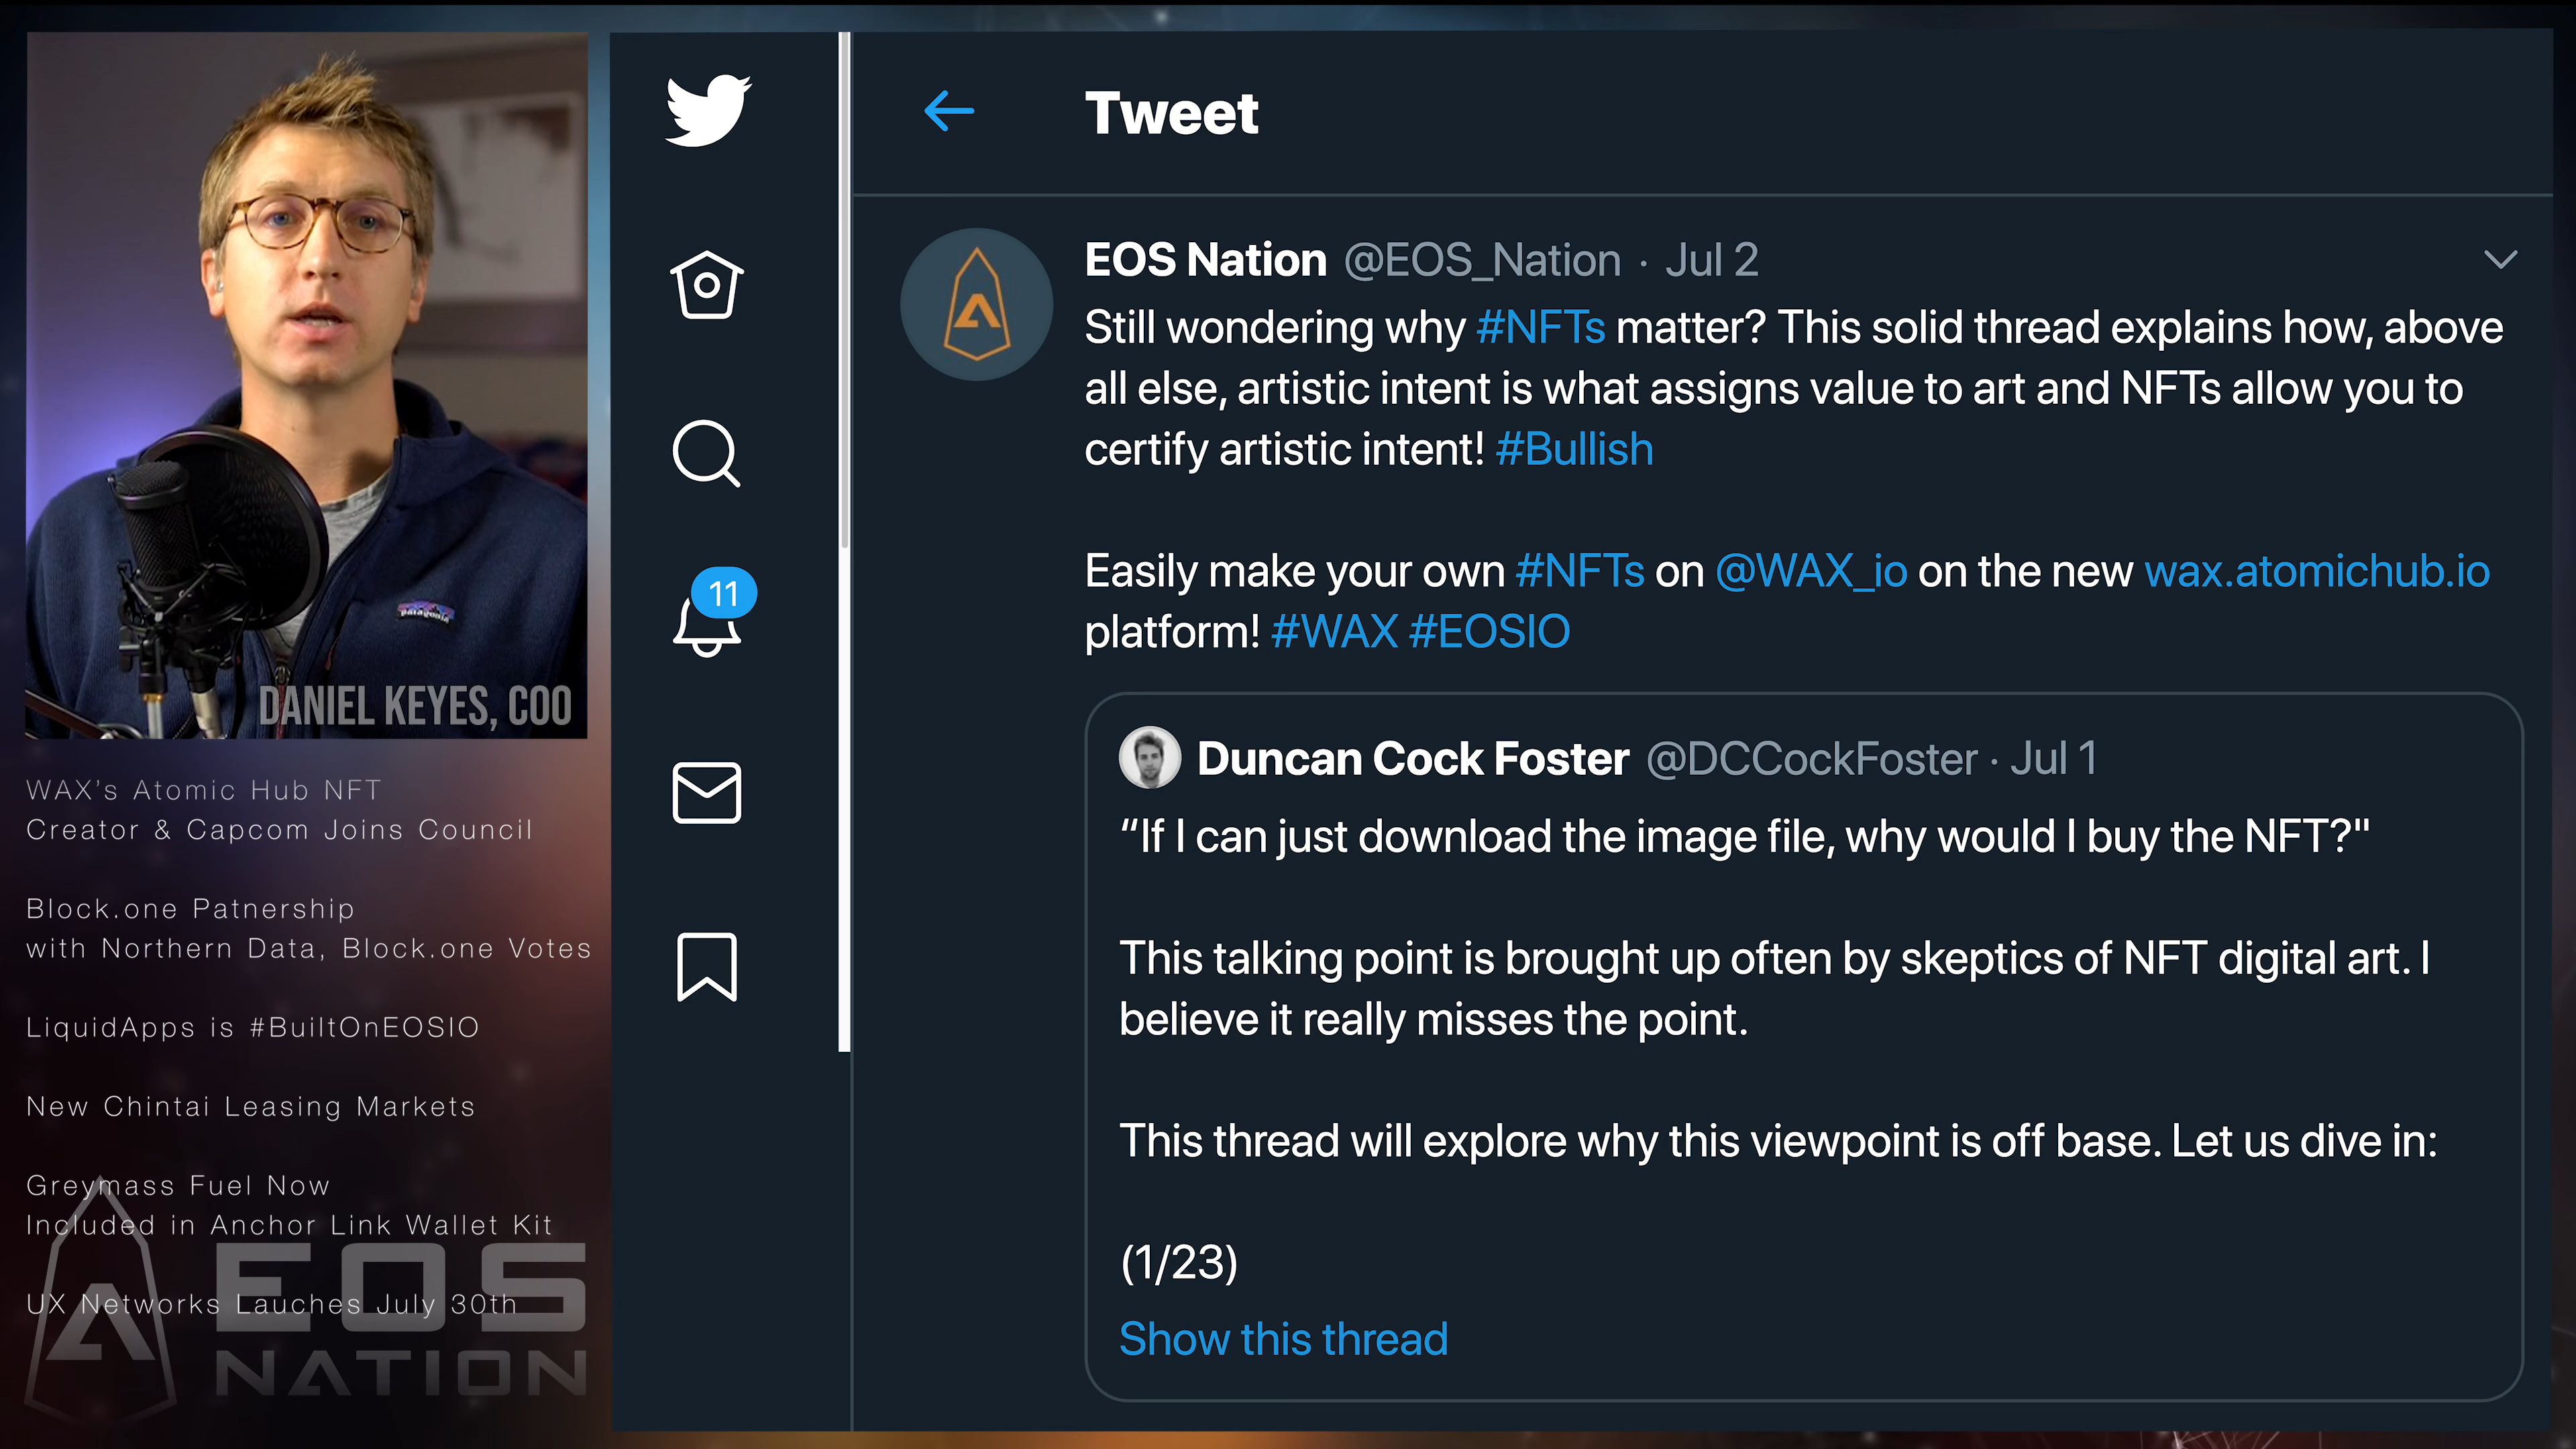 patagonia
DANIEL KEYES, COO
WAX's Atomic Hub NFT
Creator & Capcom Joins Council
Block.one Patnership
with Northern Data, Block.one Votes
LiquidApps is #BuiltOnEOSIO
New Chintai Leasing Markets
Greymass Fuel Now
Included in Anchor Link Wallet Kit
UX Networks Lauches July 30th
EOS
NATION
11
Tweet
EOS Nation @EOS_Nation · Jul 2
Still wondering why #NFTs matter? This solid thread explains how, above
all else, artistic intent is what assigns value to art and NFTs allow you to
certify artistic intent! #Bullish
Easily make your own #NFTs on @WAX_io on the new wax.atomichub.io
platform! #WAX #EOSIO
Duncan Cock Foster @DCCockFoster · Jul 1
“If I can just download the image file, why would I buy the NFT?"
This talking point is brought up often by skeptics of NFT digital art. I
believe it really misses the point.
This thread will explore why this viewpoint is off base. Let us dive in:
(1/23)
Show this thread